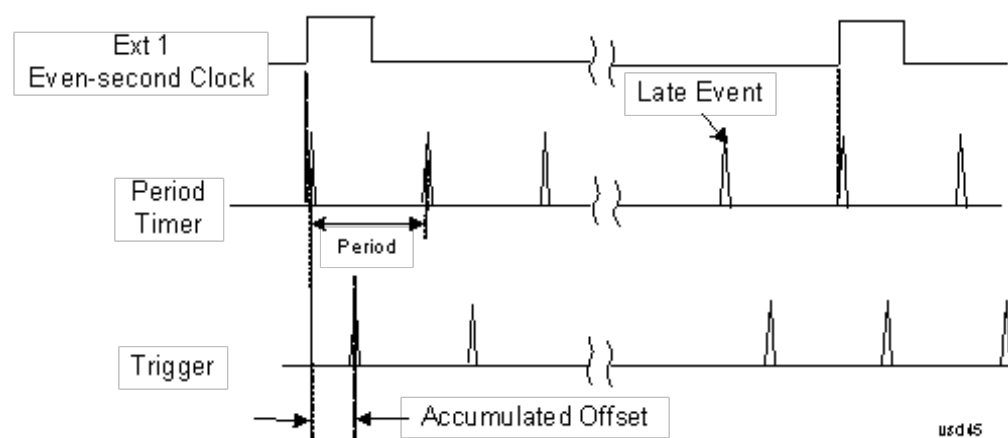 Ext 1
Even-second Clock
Late Event
Period
Timer
Period
Trigger
Accumulated Offset
usd45